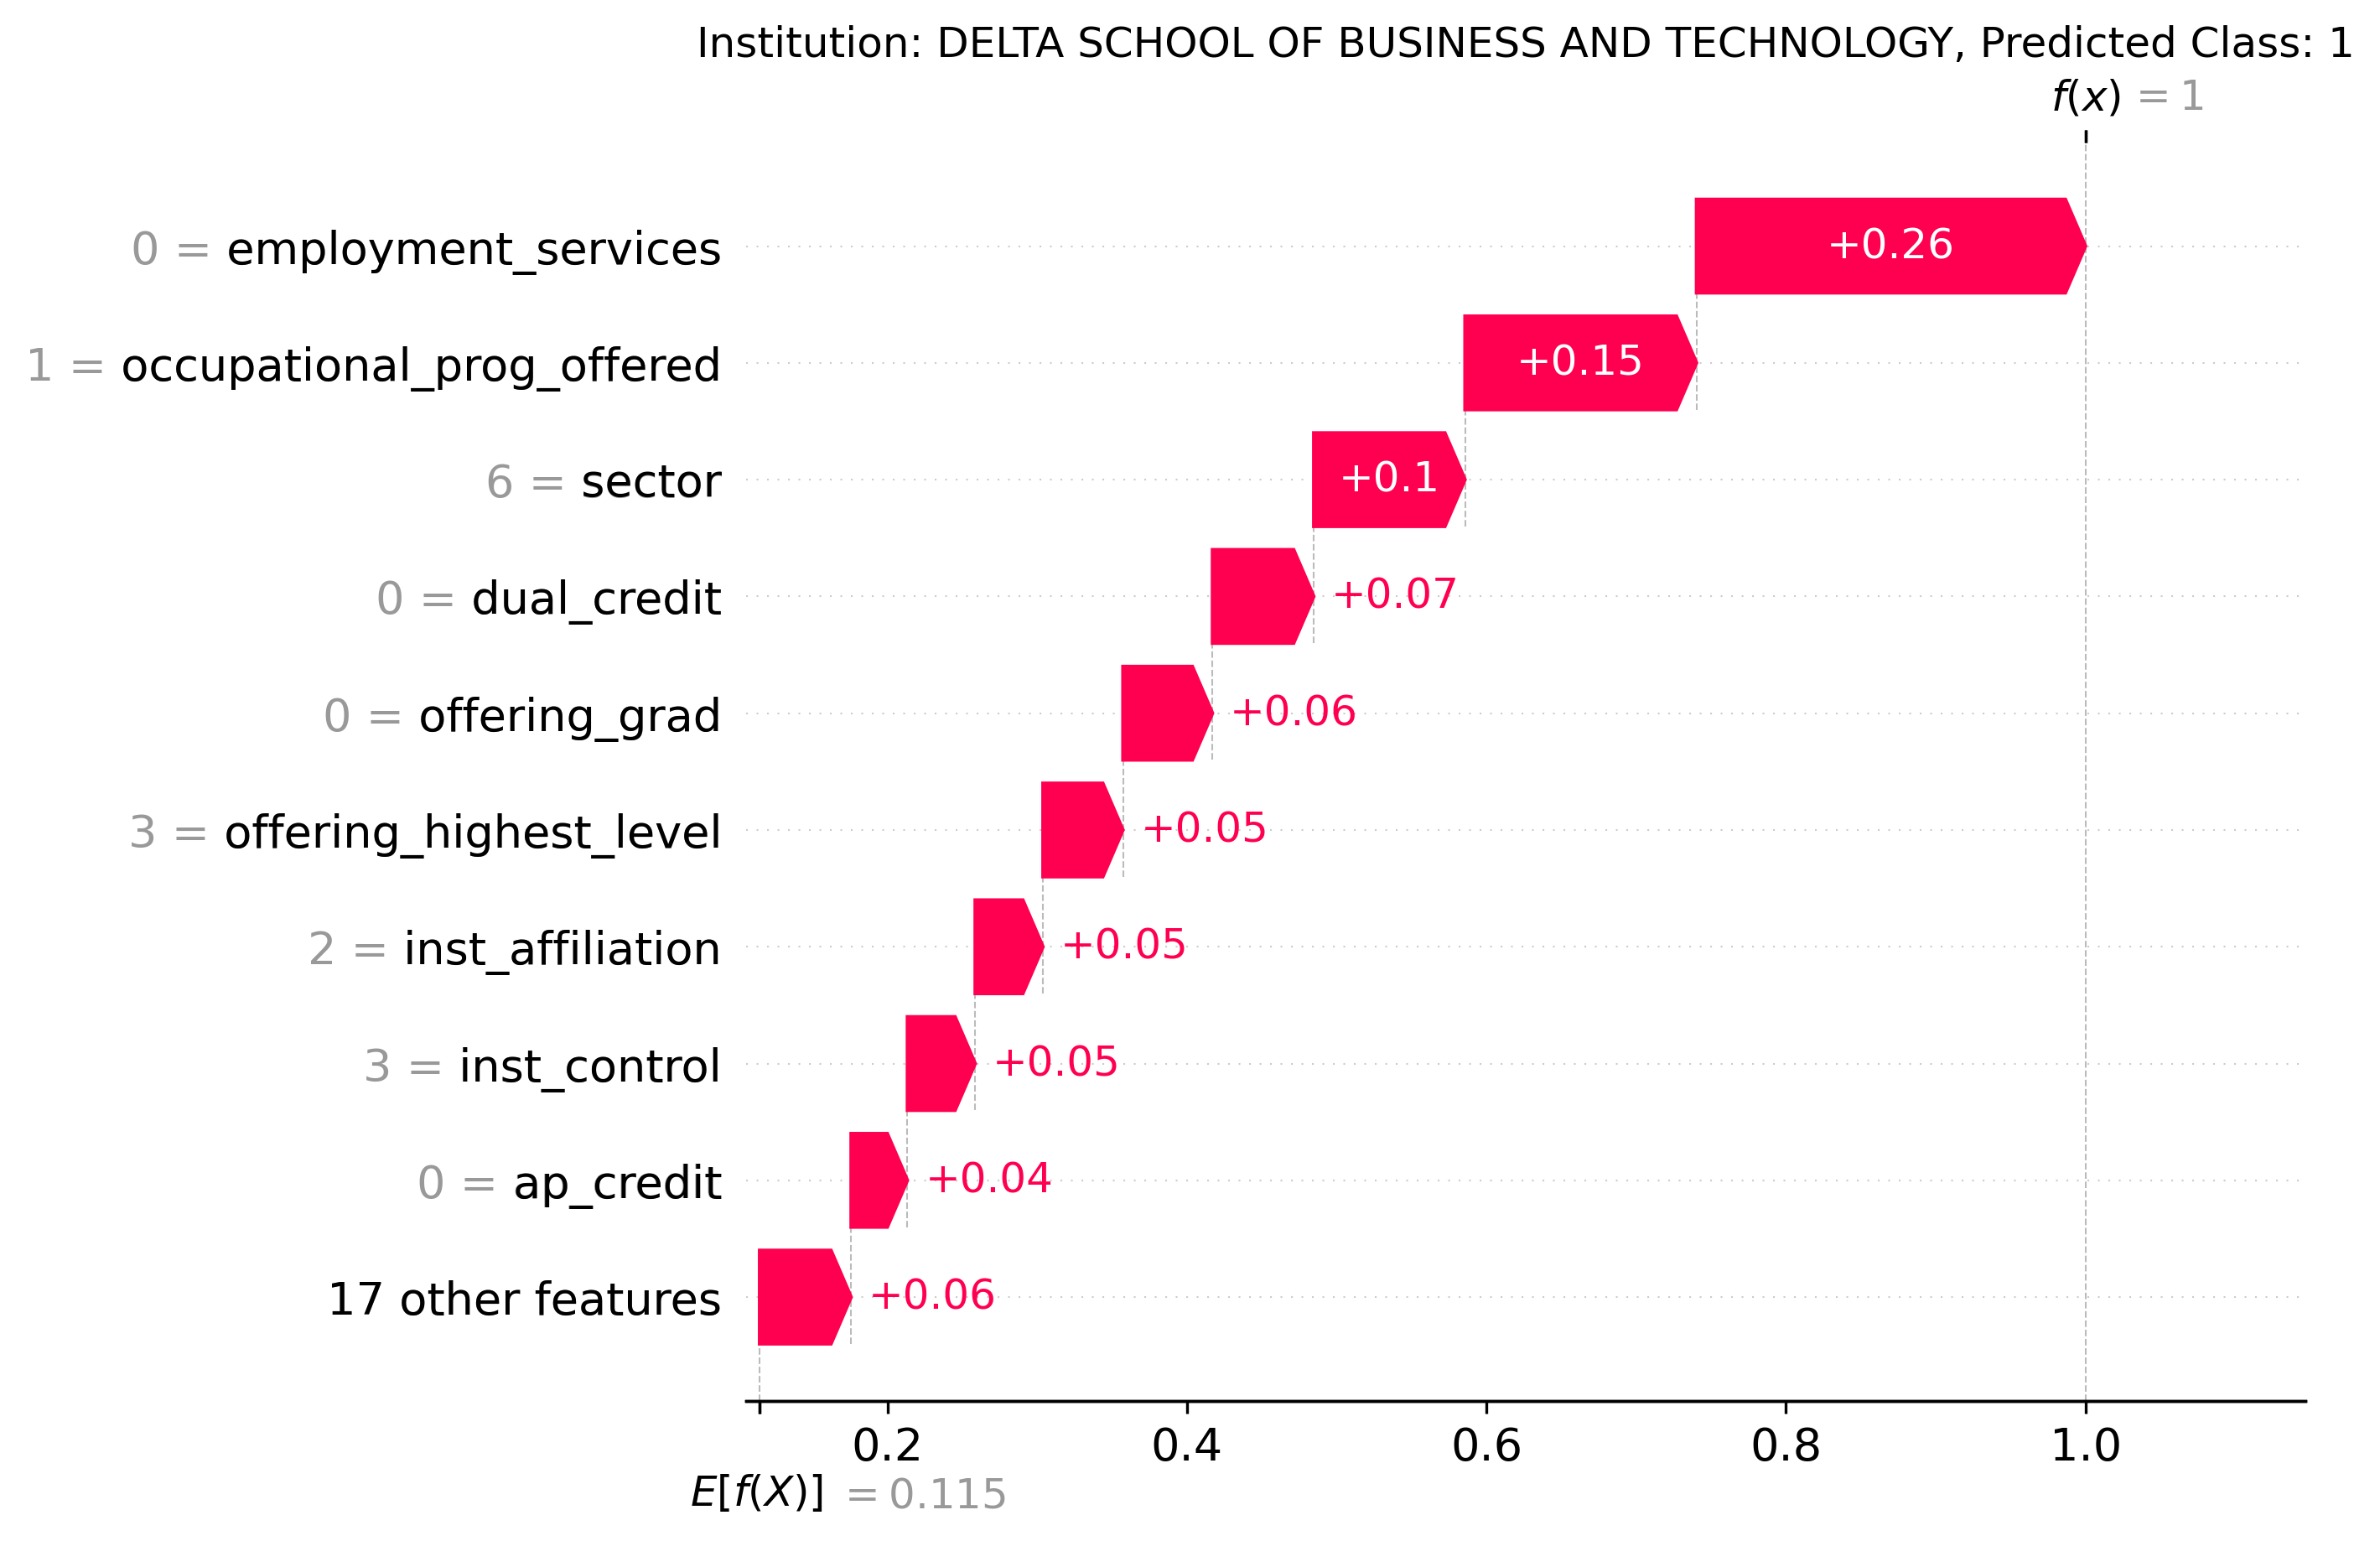 Institution: DELTA SCHOOL OF BUSINESS AND TECHNOLOGY, Predicted Class: 1
f(x) = 1
0 = employment_services +0.26
1 = occupational_prog_offered +0.15
6 = sector +0.1
0 = dual_credit +0.07
0 = offering_grad +0.06
3 = offering_highest_level +0.05
2 = inst_affiliation +0.05
3 = inst_control +0.05
0 = ap_credit +0.04
17 other features +0.06
0.2 0.4 0.6 0.8 1.0
E[f(X)] = 0.115